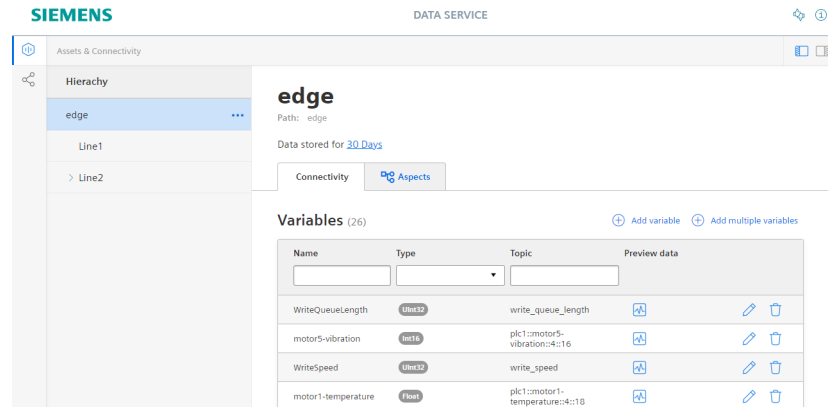 SIEMENS
DATA SERVICE
Assets & Connectivity
Hierachy
edge
Line1
Line2
edge
Path: edge
Data stored for 30 Days
Connectivity
Aspects
Variables (26)
Add variable
Add multiple variables
Name Type Topic Preview data
WriteQueueLength UInt32 write_queue_length
motor5-vibration Int16 plc1::motor5-
vibration::4::16
WriteSpeed UInt32 write_speed
motor1-temperature Float plc1::motor1-
temperature::4::18